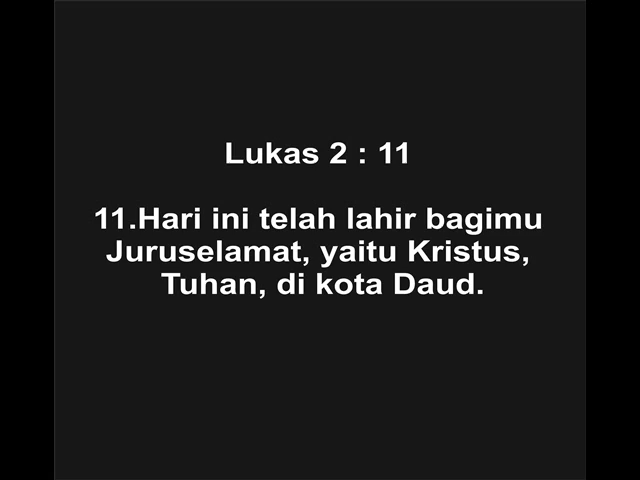 Lukas 2 : 11
11.Hari ini telah lahir bagimu
Juruselamat, yaitu Kristus,
Tuhan, di kota Daud.